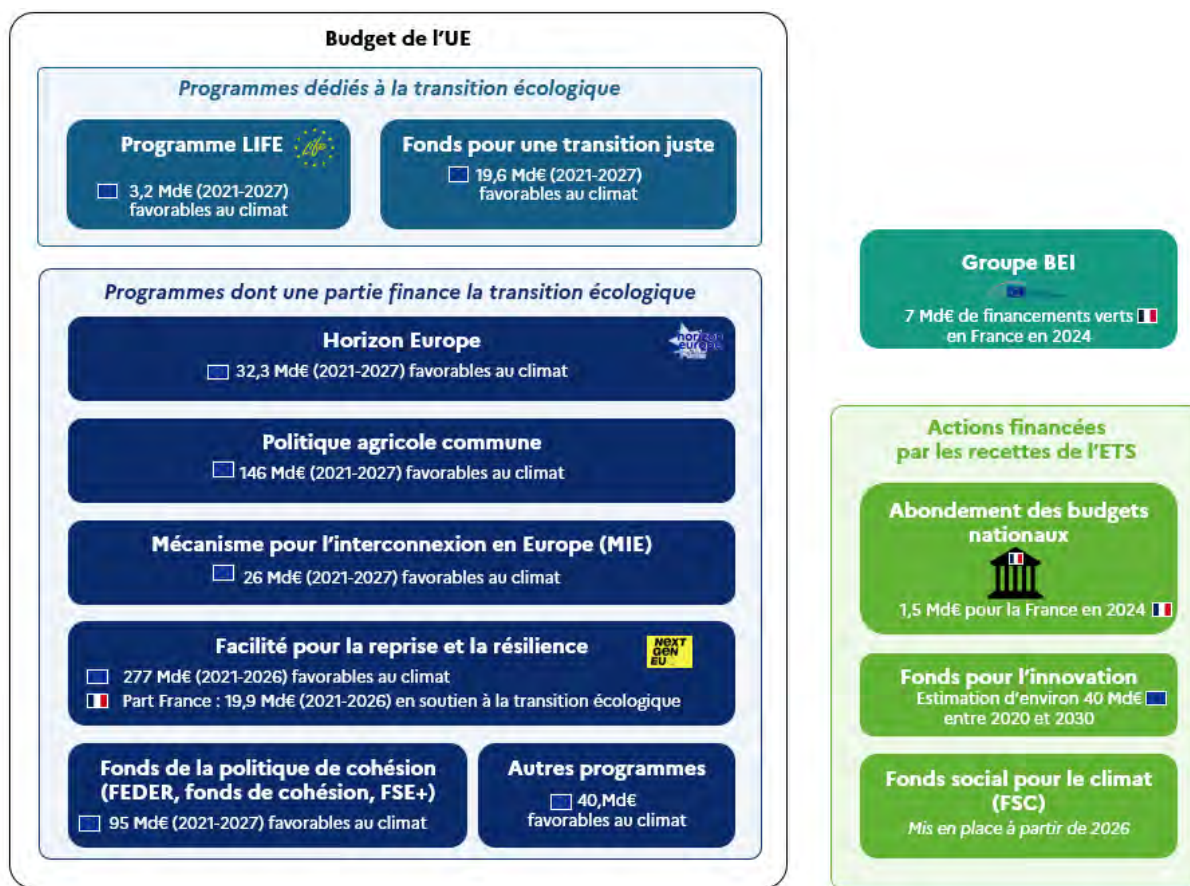 Budget de l'UE
Programmes dédiés à la transition écologique
Programme LIFE
Life
3,2 Md€ (2021-2027)
favorables au climat
Fonds pour une transition juste
19,6 Md€ (2021-2027)
favorables au climat
Programmes dont une partie finance la transition écologique
Horizon Europe
horizon
europe
32,3 Md€ (2021-2027) favorables au climat
Politique agricole commune
146 Md€ (2021-2027) favorables au climat
Mécanisme pour l'interconnexion en Europe (MIE)
26 Md€ (2021-2027) favorables au climat
Facilité pour la reprise et la résilience
NEXT
GEN
EU
277 Md€ (2021-2026) favorables au climat
Part France : 19,9 Md€ (2021-2026) en soutien à la transition écologique
Fonds de la politique de cohésion
(FEDER, fonds de cohésion, FSE+)
95 Md€ (2021-2027) favorables au climat
Autres programmes
40,Md€
favorables au climat
Groupe BEI
7 Md€ de financements verts
en France en 2024
Actions financées
par les recettes de l'ETS
Abondement des budgets
nationaux
1,5 Md€ pour la France en 2024
Fonds pour l'innovation
Estimation d'environ 40 Md€
entre 2020 et 2030
Fonds social pour le climat
(FSC)
Mis en place à partir de 2026